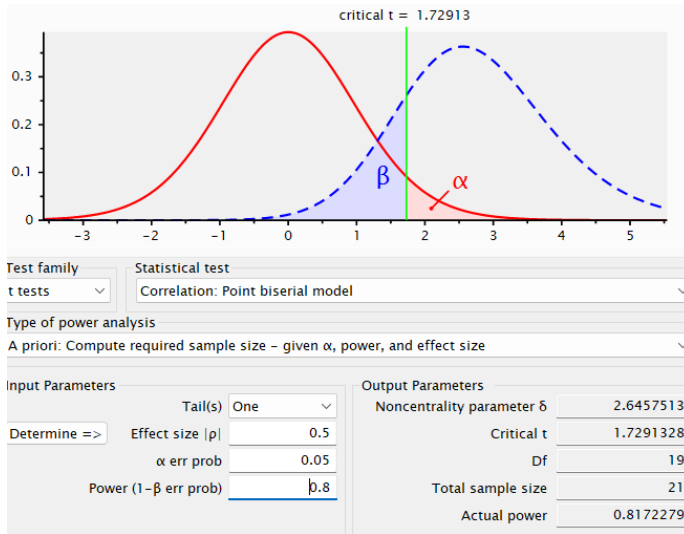 critical t = 1.72913
0.3
0.2
0.1
0
β
α
-3 -2 -1 0 1 2 3 4 5
Test family
Statistical test
t tests
Correlation: Point biserial model
Type of power analysis
A priori: Compute required sample size – given α, power, and effect size
Input Parameters
Output Parameters
Tail(s) One
Noncentrality parameter δ 2.6457513
Determine =>
Effect size |ρ| 0.5
Critical t 1.7291328
α err prob 0.05
Df 19
Power (1-β err prob) 0.8
Total sample size 21
Actual power 0.8172279